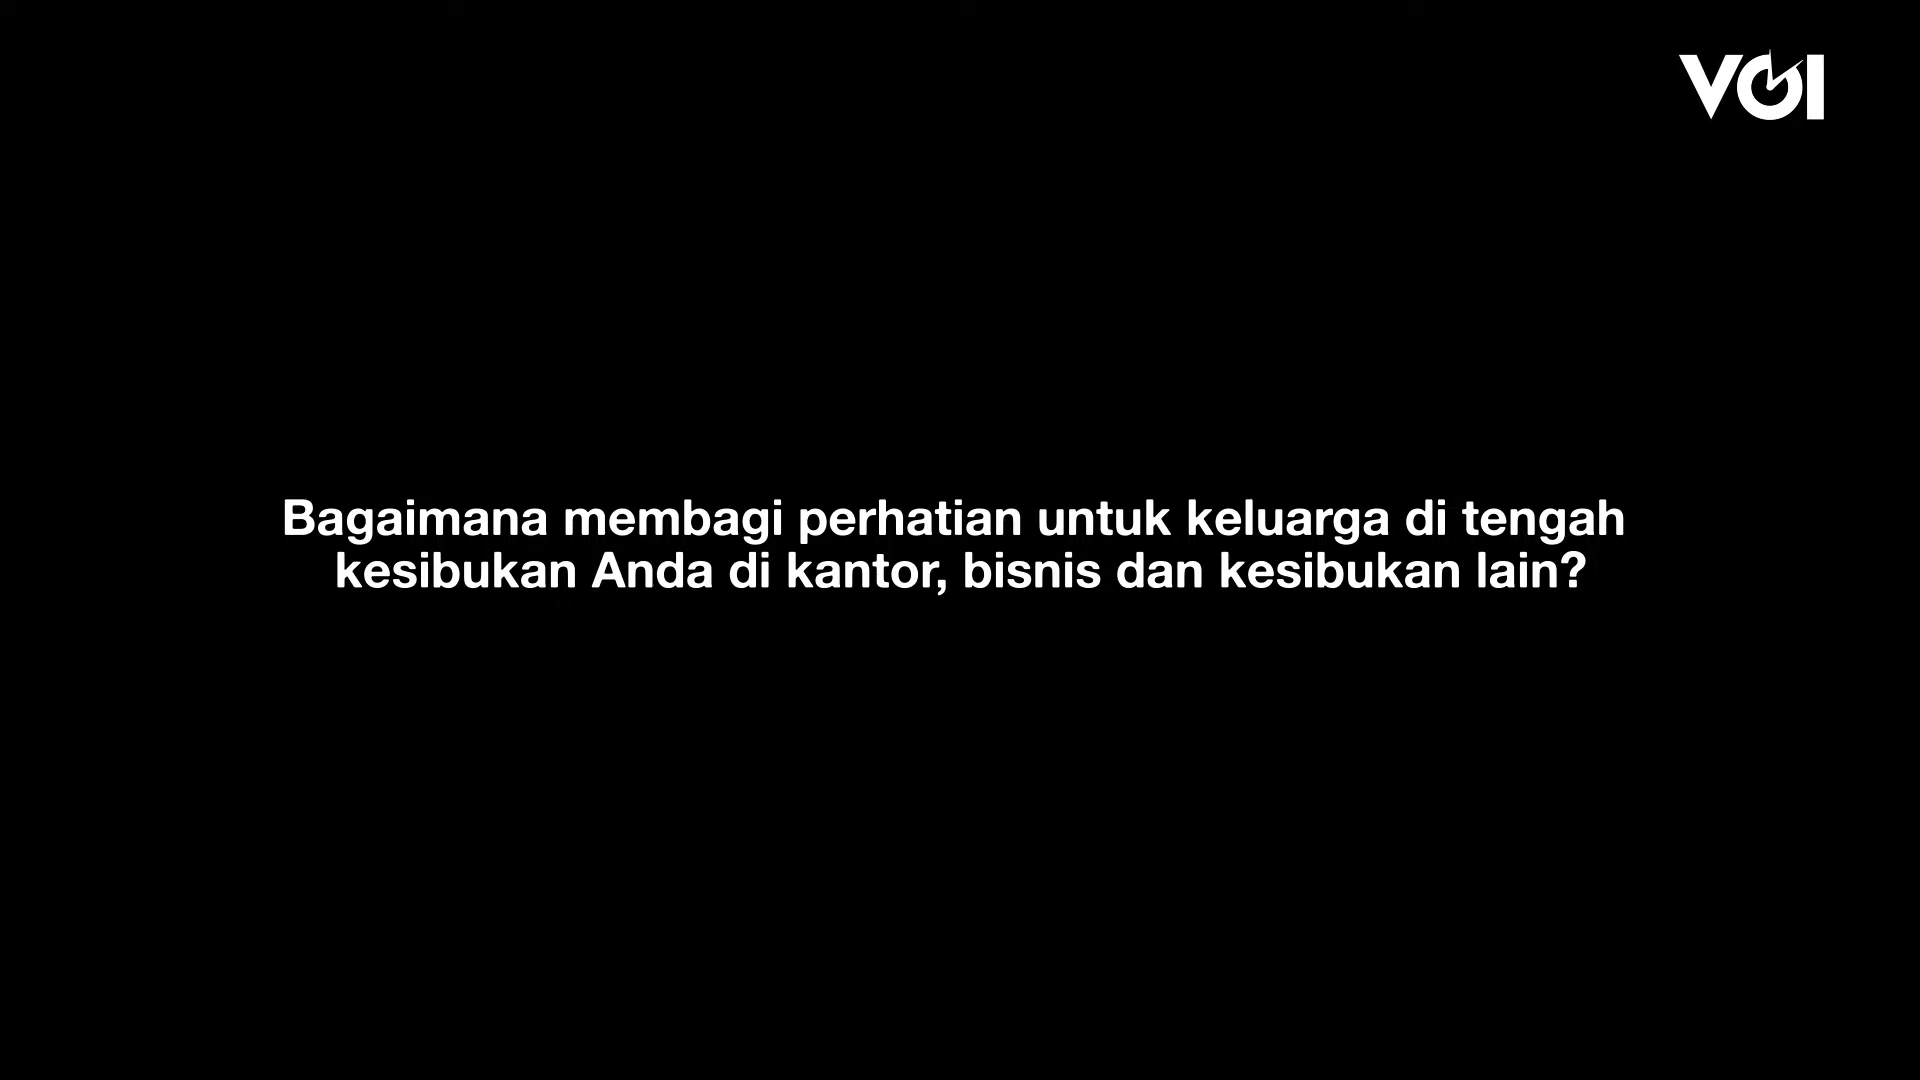 VOI
Bagaimana membagi perhatian untuk keluarga di tengah
kesibukan Anda di kantor, bisnis dan kesibukan lain?